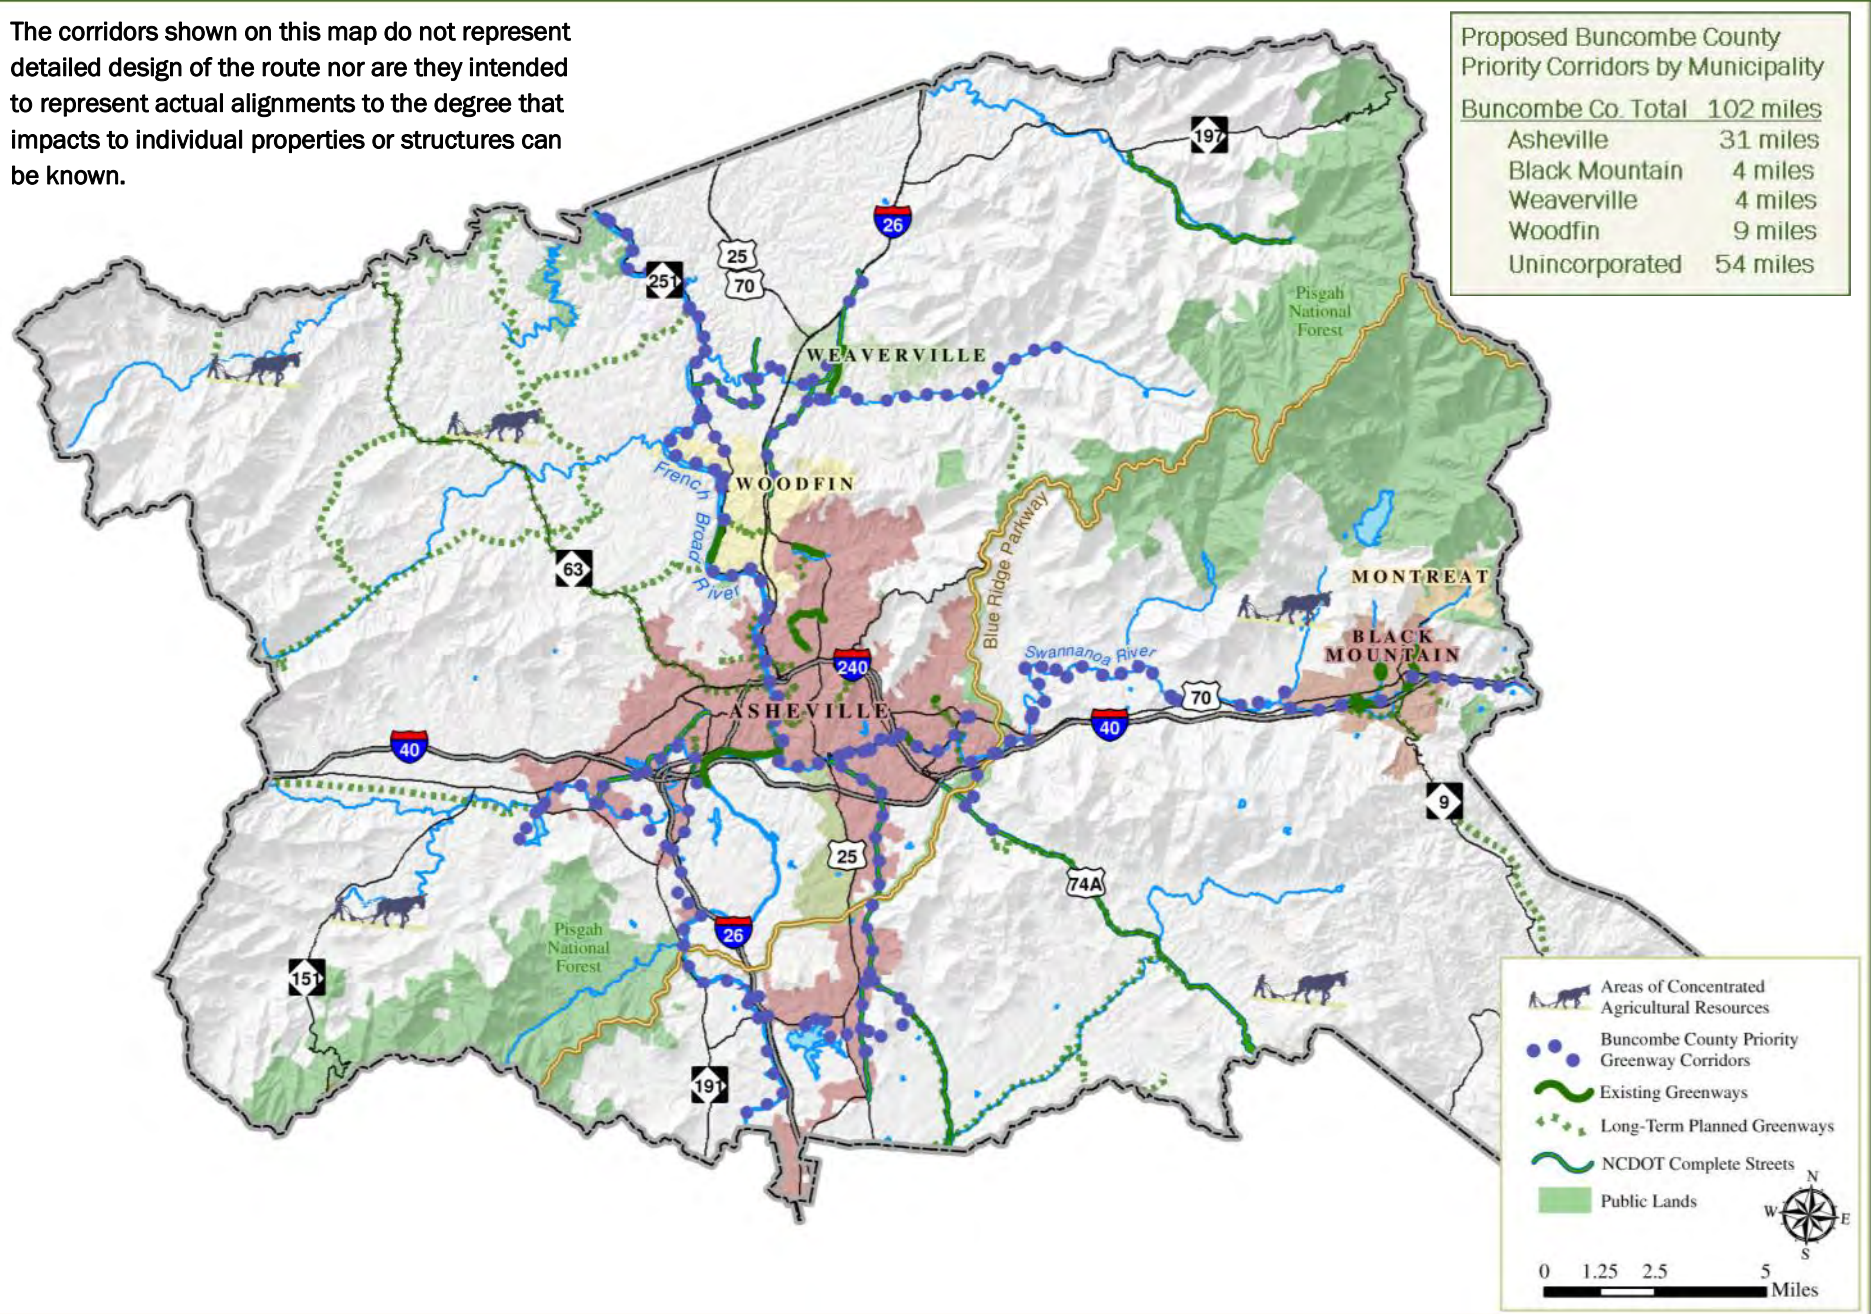 The corridors shown on this map do not represent
detailed design of the route nor are they intended
to represent actual alignments to the degree that
impacts to individual properties or structures can
be known.
Proposed Buncombe County
Priority Corridors by Municipality
Buncombe Co. Total 102 miles
Asheville 31 miles
Black Mountain 4 miles
Weaverville 4 miles
Woodfin 9 miles
Unincorporated 54 miles
197
26
25
70
251
Pisgah
National
Forest
WEAVERVILLE
French Broad River
WOODFIN
63
Blue Ridge Parkway
MONTREAT
BLACK
MOUNTAIN
Swannanoa River
240
70
ASHEVILLE
40
40
9
25
74A
26
Pisgah
National
Forest
151
191
Areas of Concentrated
Agricultural Resources
Buncombe County Priority
Greenway Corridors
Existing Greenways
Long-Term Planned Greenways
NCDOT Complete Streets
Public Lands
N
W E
S
0 1.25 2.5 5
Miles